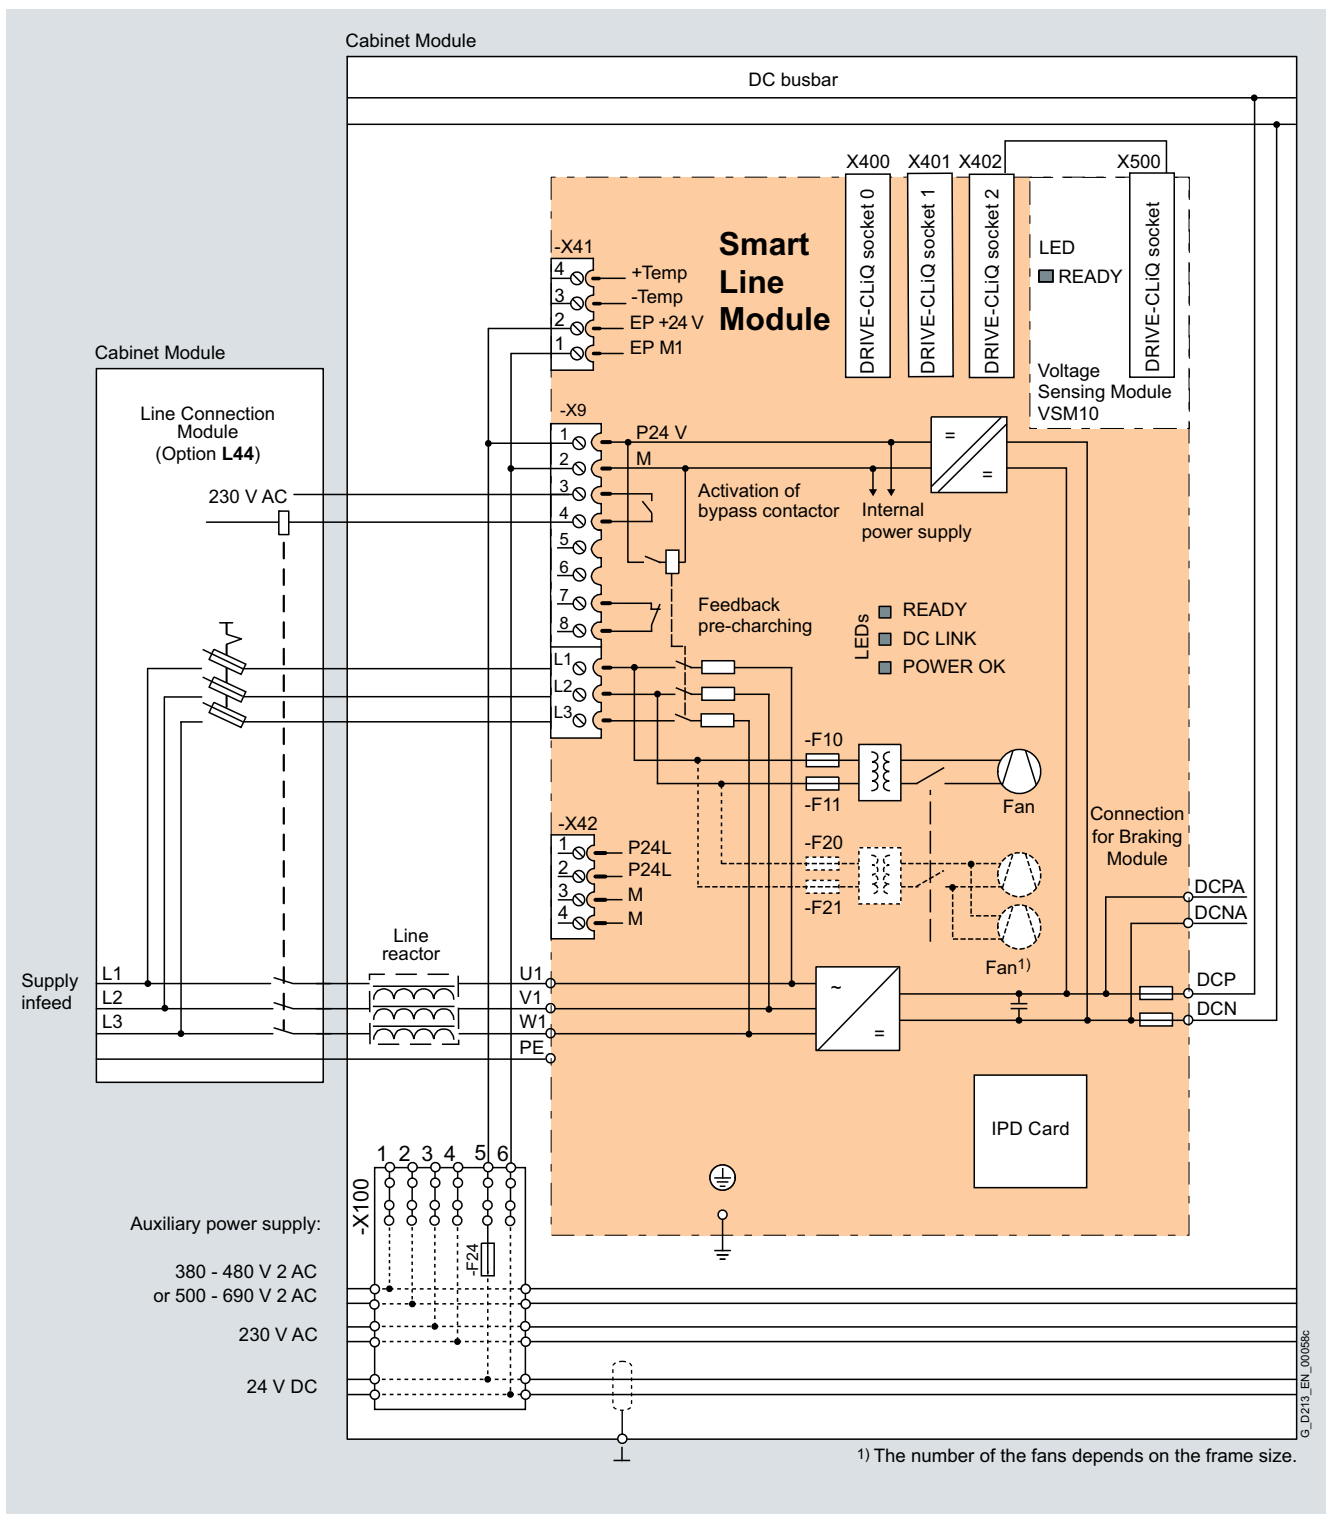 Cabinet Module
DC busbar
X400
X401
X402
X500
DRIVE-CLiQ socket 0
DRIVE-CLiQ socket 1
DRIVE-CLiQ socket 2
DRIVE-CLiQ socket
Smart
Line
Module
LED
READY
Voltage
Sensing Module
VSM10
-X41
4 +Temp
3 -Temp
2 EP +24 V
1 EP M1
Cabinet Module
Line Connection
Module
(Option L44)
230 V AC
-X9
1 P24 V
2 M
3
4
5
6
7
8
L1
L2
L3
Activation of
bypass contactor
Internal
power supply
Feedback
pre-charching
LEDs
READY
DC LINK
POWER OK
-F10
-F11
Fan
-F20
-F21
Fan1)
Connection
for Braking
Module
DCPA
DCNA
DCP
DCN
-X42
1 P24L
2 P24L
3 M
4 M
Line
reactor
Supply
infeed
L1
L2
L3
U1
V1
W1
PE
~
=
=
=
IPD Card
1 2 3 4 5 6
-X100
-F24
Auxiliary power supply:
380 - 480 V 2 AC
or 500 - 690 V 2 AC
230 V AC
24 V DC
G_D213_EN_00058c
1) The number of the fans depends on the frame size.